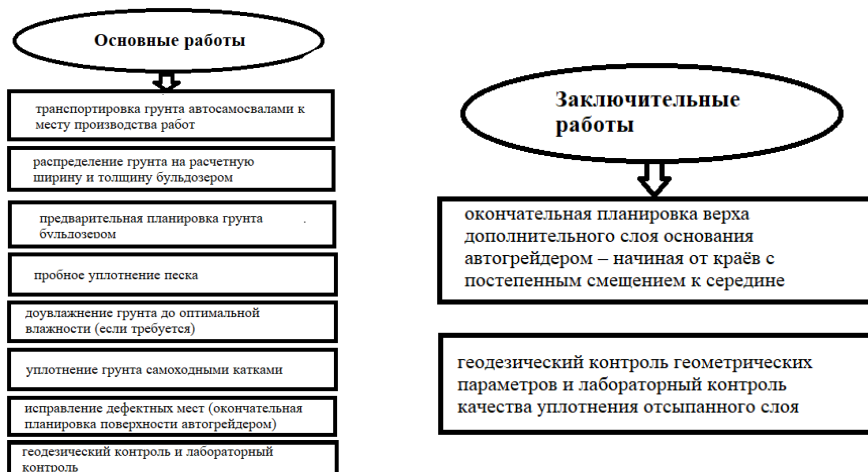 Основные работы
транспортировка грунта автосамосвалами к
месту производства работ
распределение грунта на расчетную
ширину и толщину бульдозером
предварительная планировка грунта
бульдозером
пробное уплотнение песка
доувлажнение грунта до оптимальной
влажности (если требуется)
уплотнение грунта самоходными катками
исправление дефектных мест (окончательная
планировка поверхности автогрейдером)
геодезический контроль и лабораторный
контроль
Заключительные
работы
окончательная планировка верха
дополнительного слоя основания
автогрейдером – начиная от краёв с
постепенным смещением к середине
геодезический контроль геометрических
параметров и лабораторный контроль
качества уплотнения отсыпанного слоя